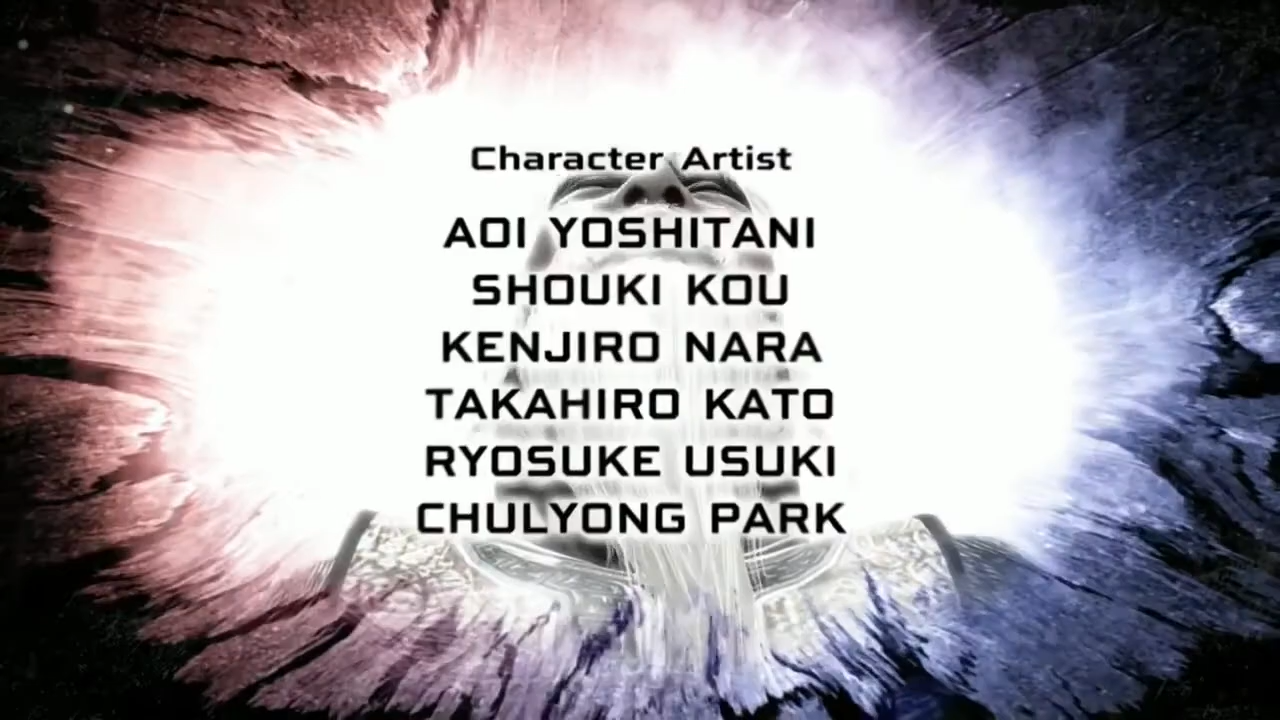 Character Artist
AOI YOSHITANI
SHOUKI KOU
KENJIRO NARA
TAKAHIRO KATO
RYOSUKE USUKI
CHULYONG PARK